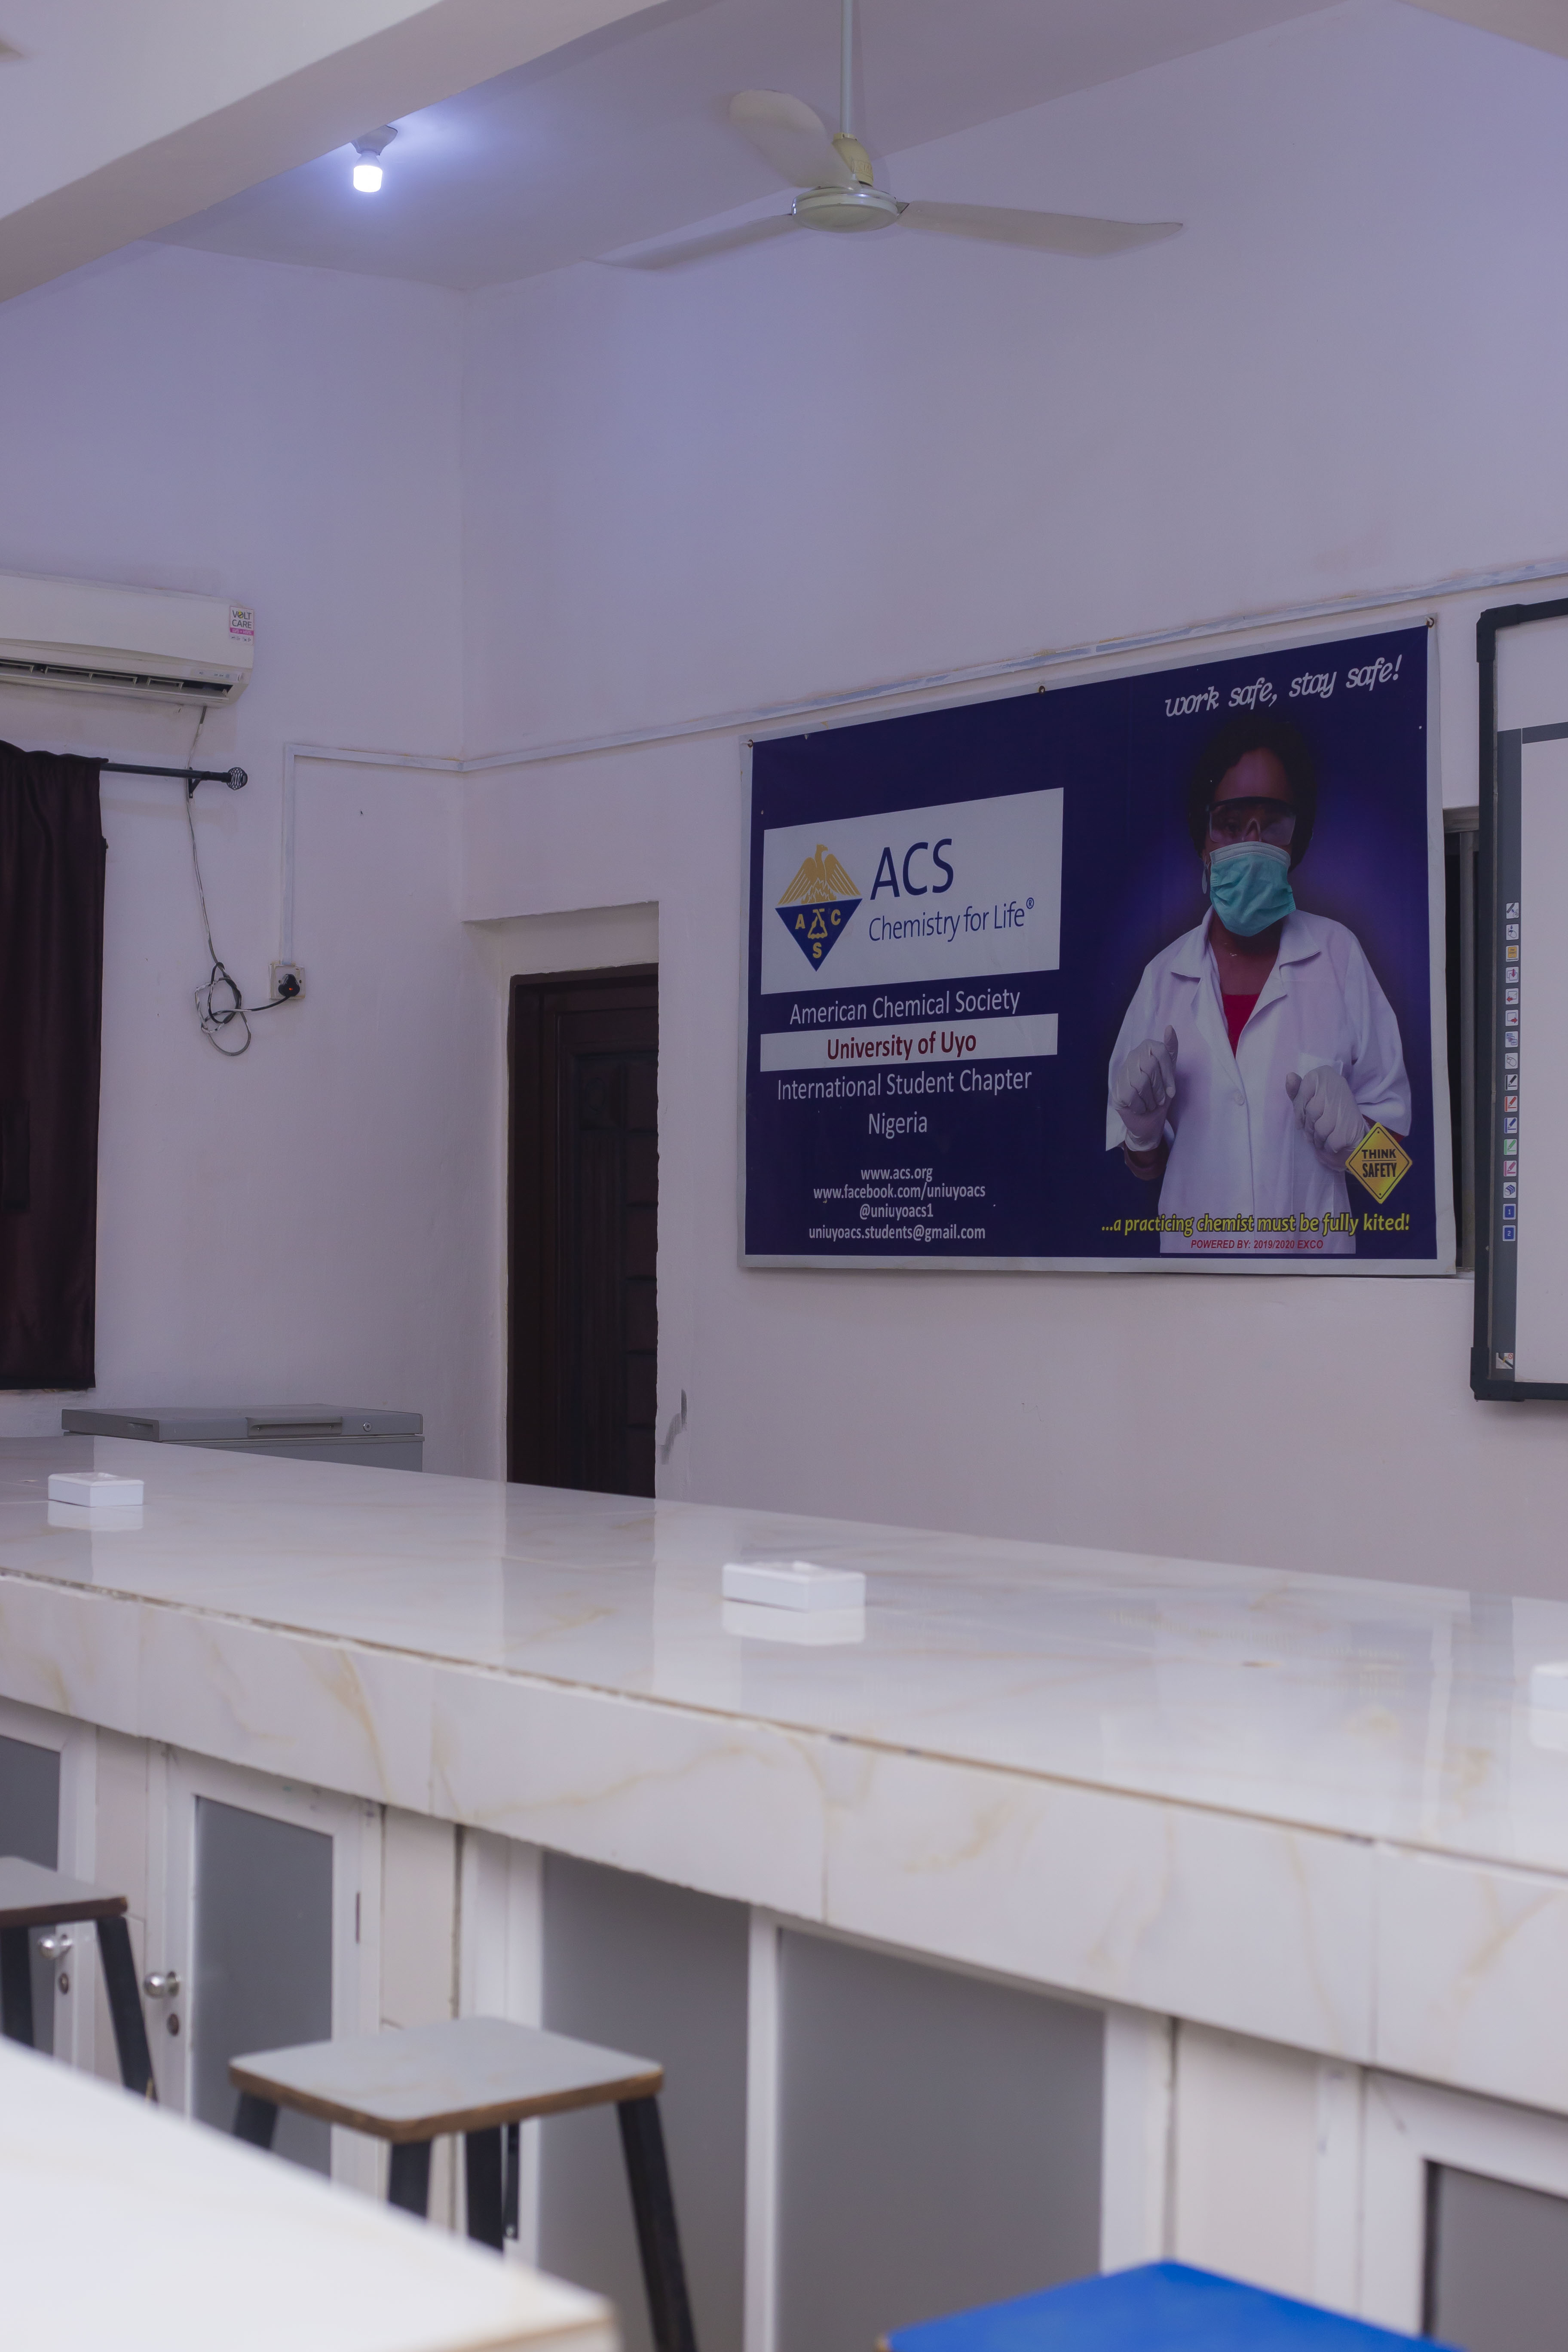 VOLT
CARE
work safe, stay safe!
ACS
Chemistry for Life®
A C
S
American Chemical Society
University of Uyo
International Student Chapter
Nigeria
www.acs.org
www.facebook.com/uniuyoacs
@uniuyoacs1
uniuyoacs.students@gmail.com
THINK
SAFETY
...a practicing chemist must be fully kited!
POWERED BY: 2019/2020 EXCO
1
2